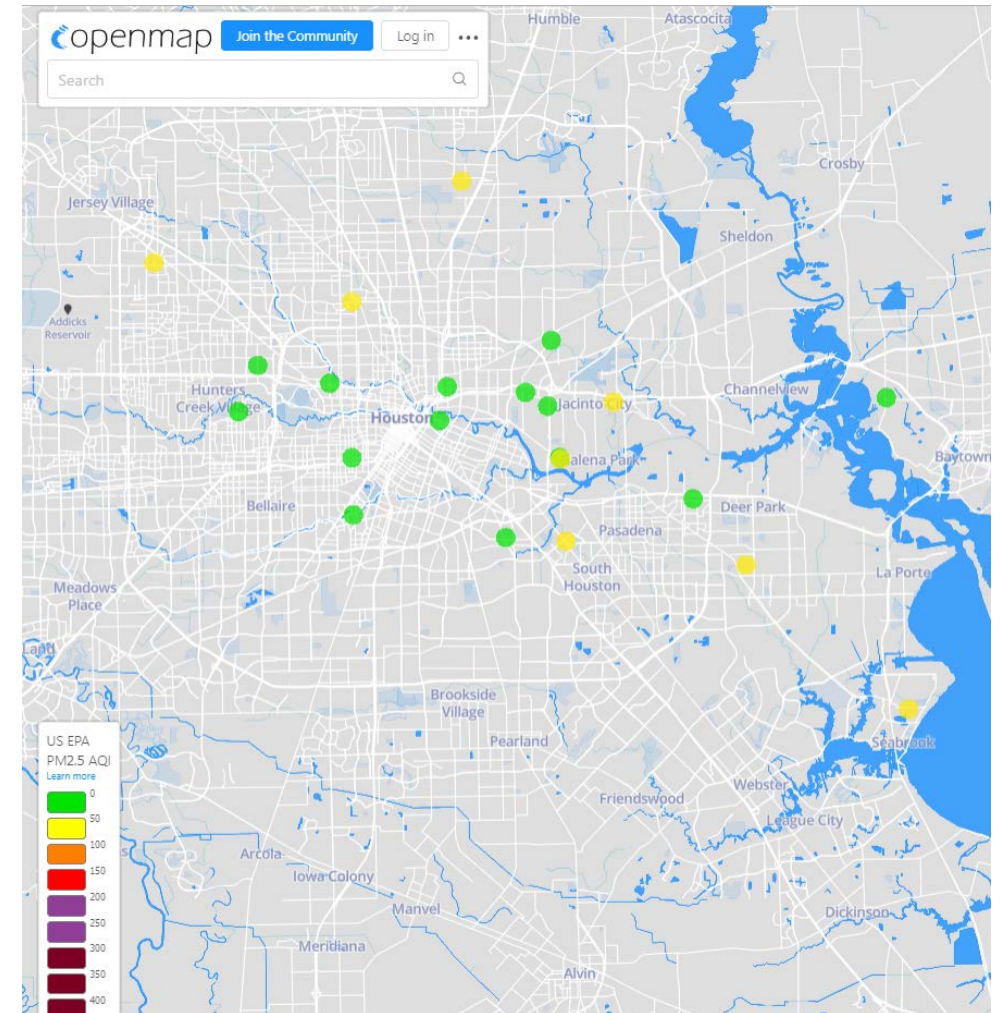 Humble
Atascocita
openmap
Join the Community
Log in
•••
Search
Crosby
Jersey Village
Sheldon
Addicks
Reservoir
Hunters
Creek Village
Channelview
Jacinto City
Houston
Galena Park
Baytown
Bellaire
Deer Park
Pasadena
South
Houston
La Porte
Meadows
Place
Land
Brookside
Village
Seabrook
Pearland
US EPA
PM2.5 AQI
Learn more
0
50
100
150
200
250
300
350
400
Webster
Friendswood
League City
Arcola
Iowa Colony
Manvel
Dickinson
Meridiana
Alvin